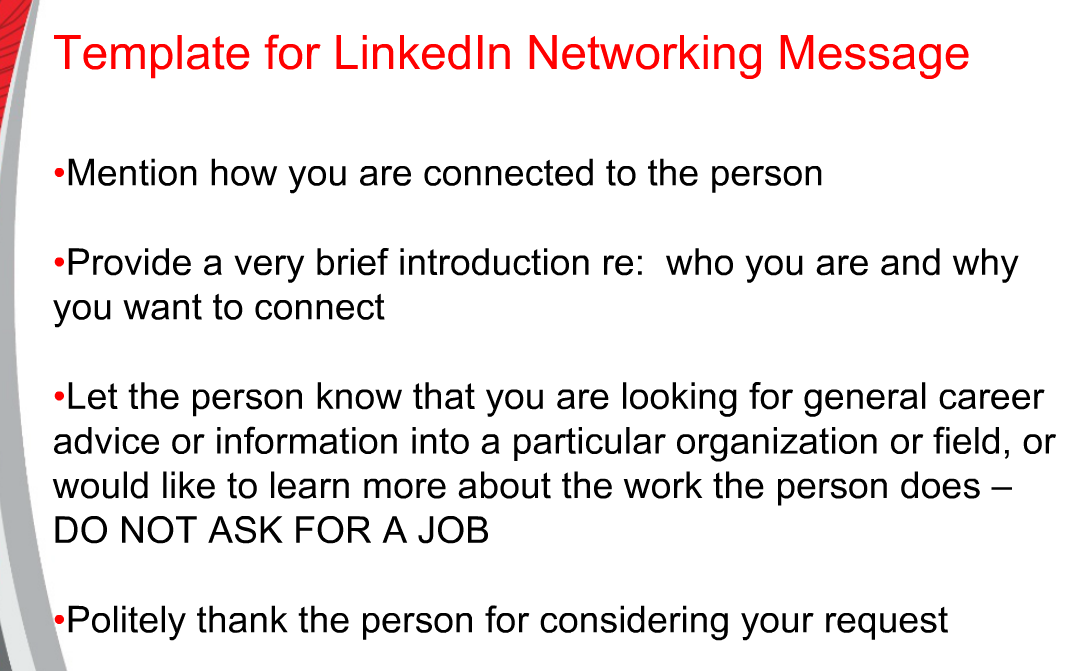 Template for LinkedIn Networking Message
•Mention how you are connected to the person
•Provide a very brief introduction re:  who you are and why
you want to connect
•Let the person know that you are looking for general career
advice or information into a particular organization or field, or
would like to learn more about the work the person does –
DO NOT ASK FOR A JOB
•Politely thank the person for considering your request